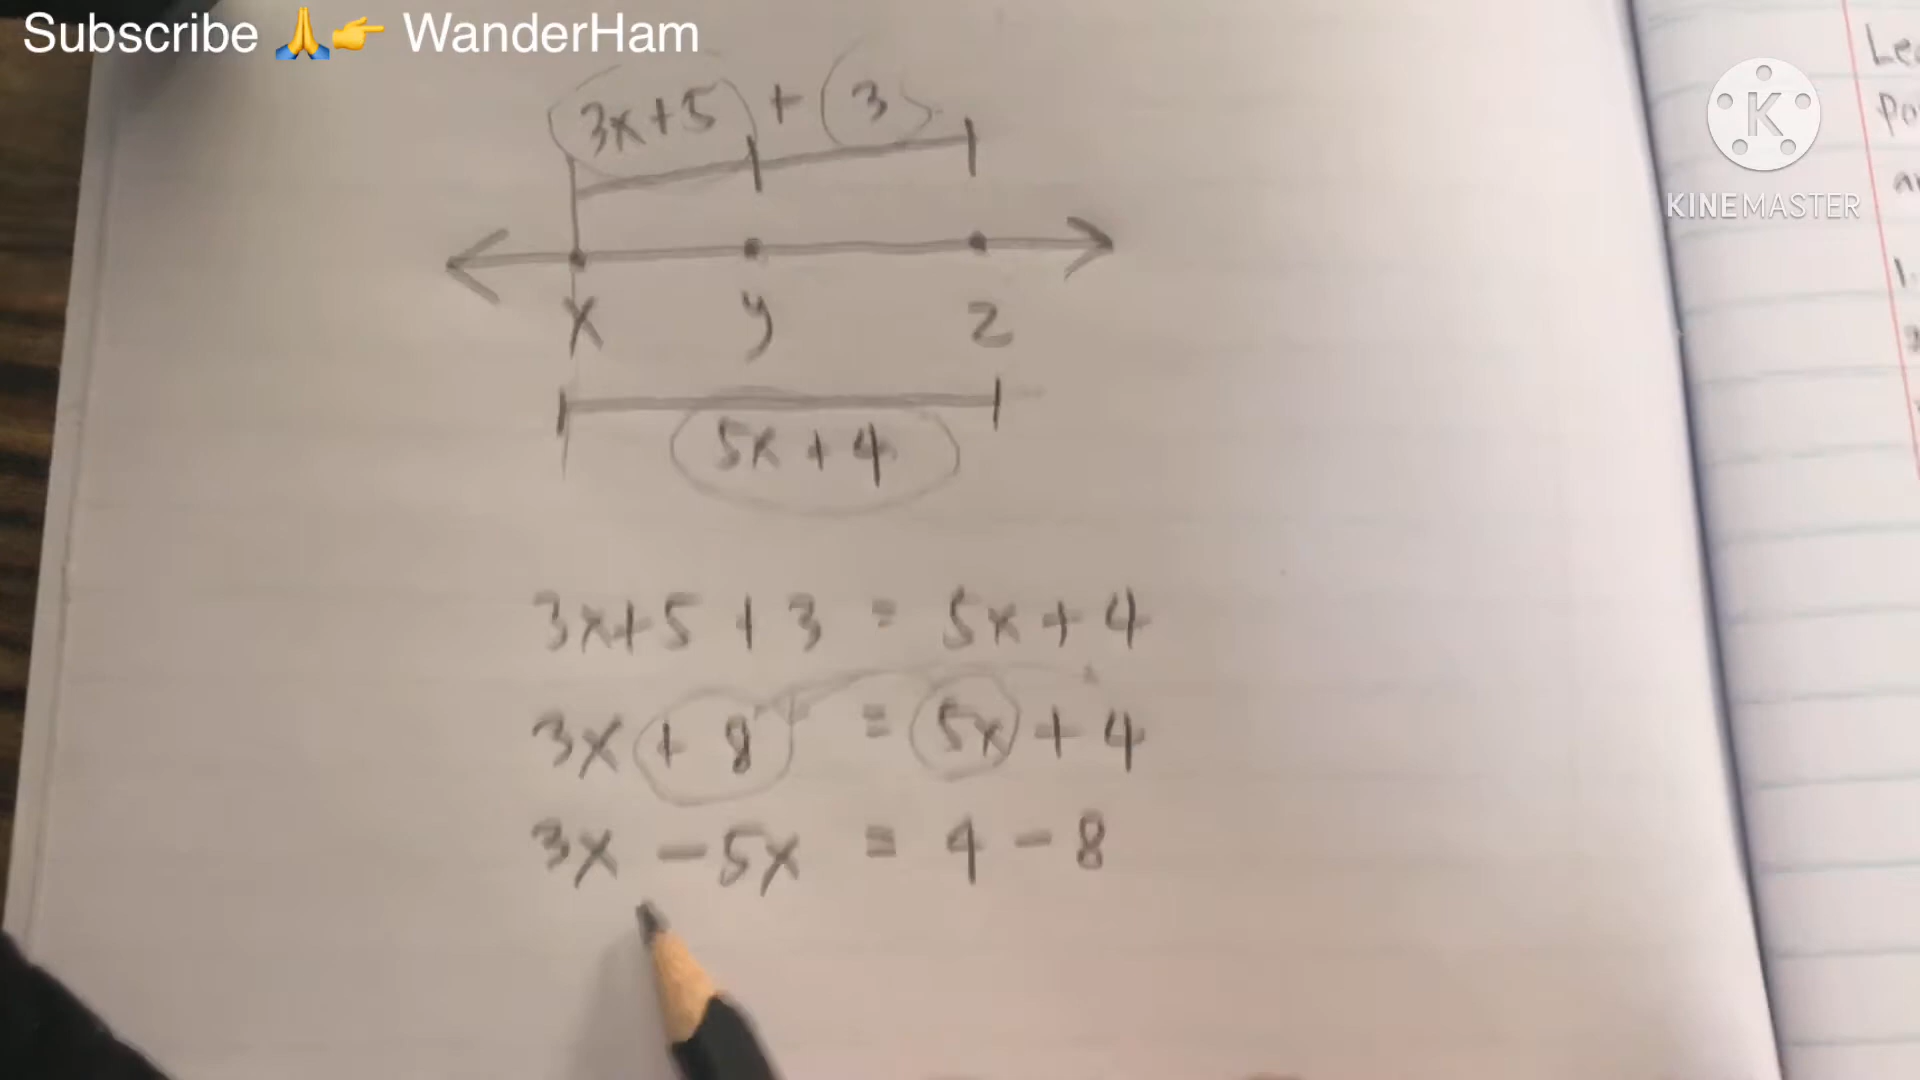 Subscribe 🙏👉 WanderHam
3x+5 + 3
x y z
5x + 4
3x+5 + 3 = 5x + 4
3x + 8 = 5x + 4
3x - 5x = 4 - 8
K
KINEMASTER